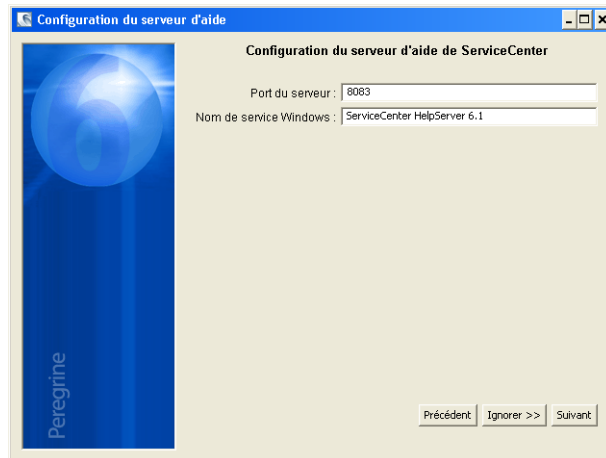 Configuration du serveur d'aide
Configuration du serveur d'aide de ServiceCenter
Port du serveur : 8083
Nom de service Windows : ServiceCenter HelpServer 6.1
6
Peregrine
Précédent Ignorer >> Suivant